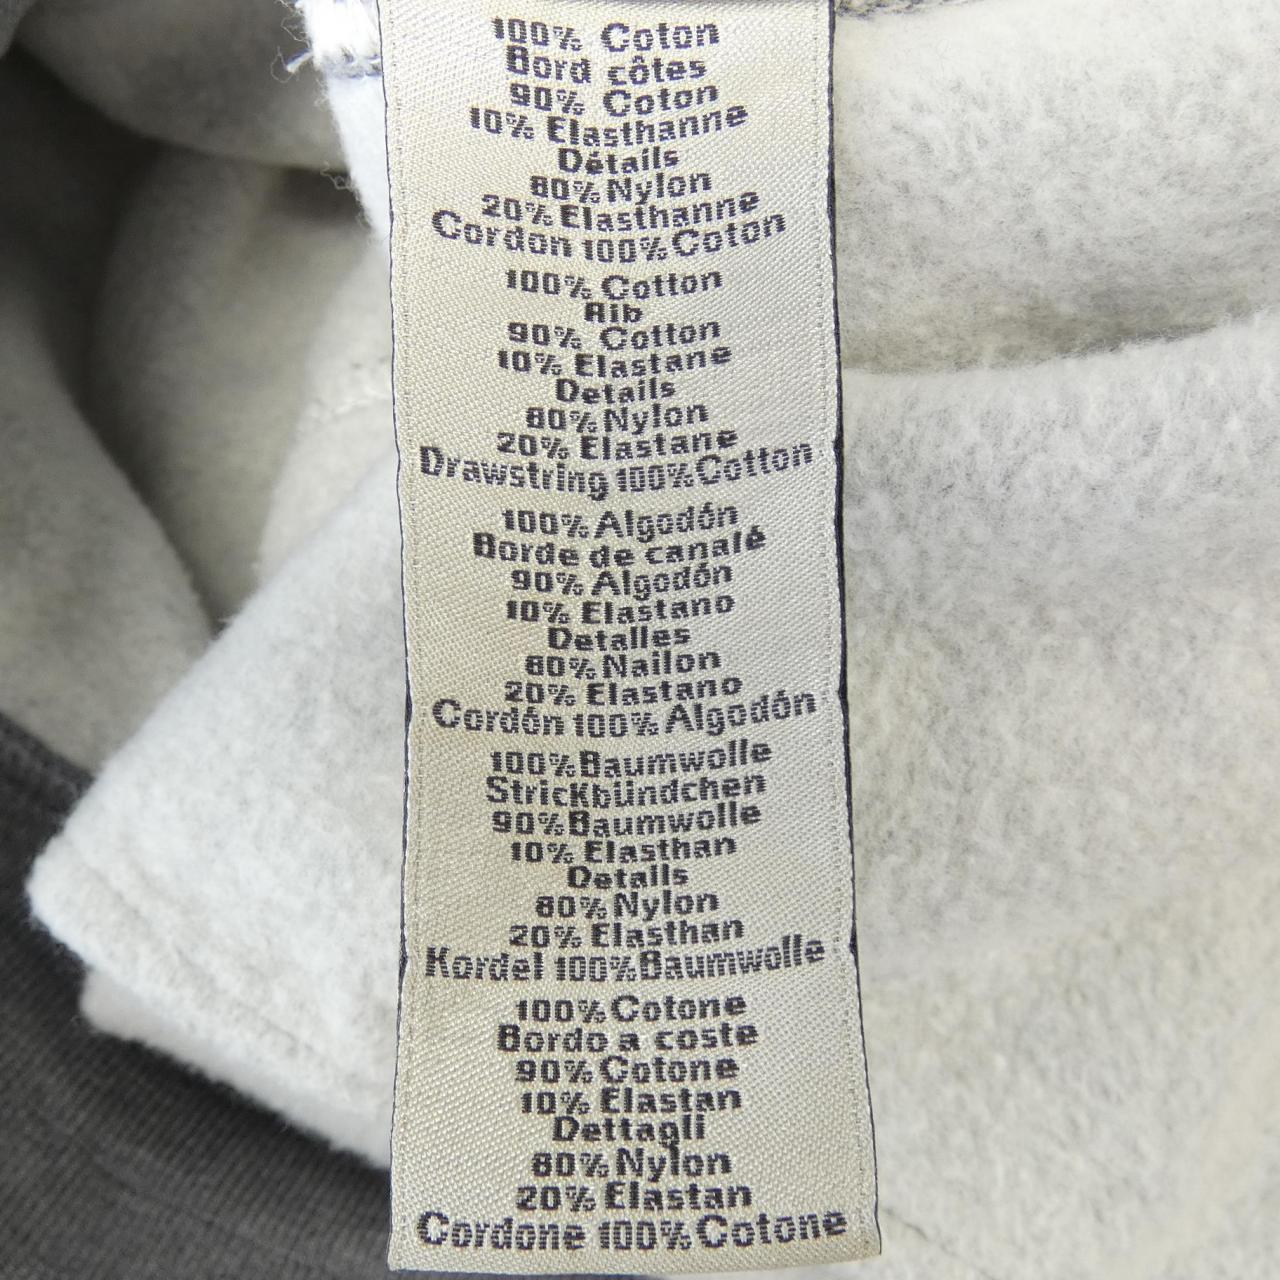 100% Coton
Bord côtes
90% Coton
10% Elasthanne
Détails
80% Nylon
20% Elasthanne
Cordon 100% Coton
100% Cotton
Rib
90% Cotton
10% Elastane
Details
80% Nylon
20% Elastane
Drawstring 100% Cotton
100% Algodón
Borde de canalé
90% Algodón
10% Elastano
Detalles
80% Nailon
20% Elastano
Cordón 100% Algodón
100% Baumwolle
Strickbündchen
90% Baumwolle
10% Elasthan
Details
80% Nylon
20% Elasthan
Kordel 100% Baumwolle
100% Cotone
Bordo a coste
90% Cotone
10% Elastan
Dettagli
80% Nylon
20% Elastan
Cordone 100% Cotone